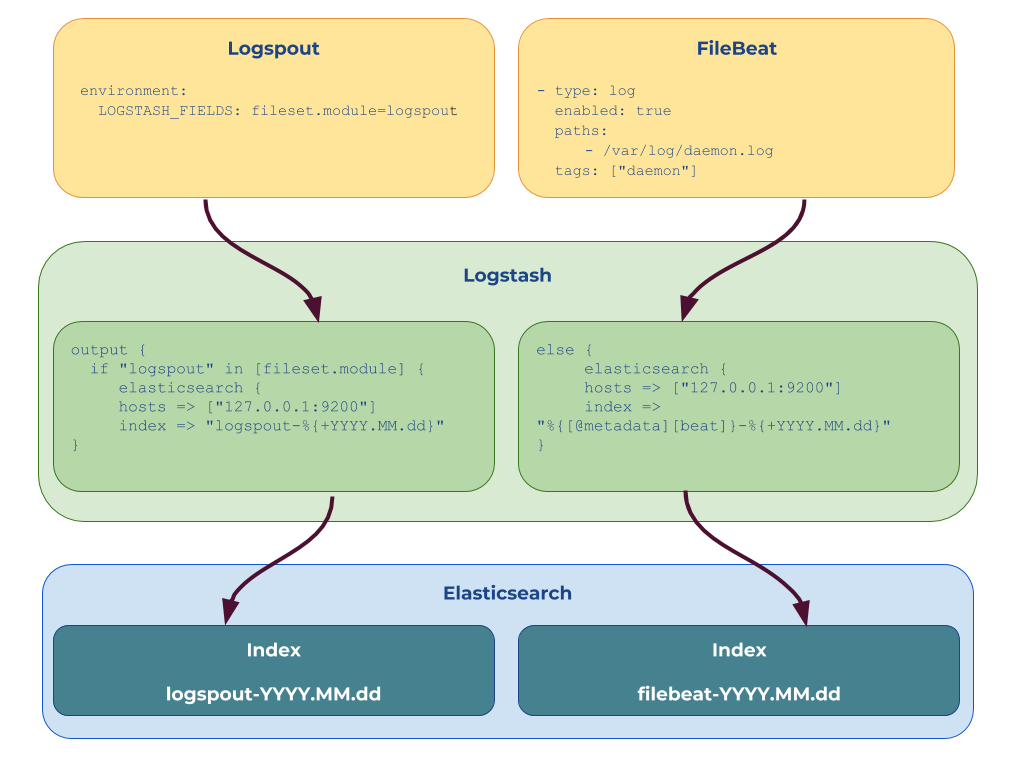 Logspout
environment:
  LOGSTASH_FIELDS: fileset.module=logspout
FileBeat
- type: log
  enabled: true
  paths:
     - /var/log/daemon.log
  tags: ["daemon"]
Logstash
output {
  if "logspout" in [fileset.module] {
     elasticsearch {
     hosts => ["127.0.0.1:9200"]
     index => "logspout-%{+YYYY.MM.dd}"
}
else {
     elasticsearch {
     hosts => ["127.0.0.1:9200"]
     index =>
"%{[@metadata][beat]}-%{+YYYY.MM.dd}"
}
Elasticsearch
Index
logspout-YYYY.MM.dd
Index
filebeat-YYYY.MM.dd